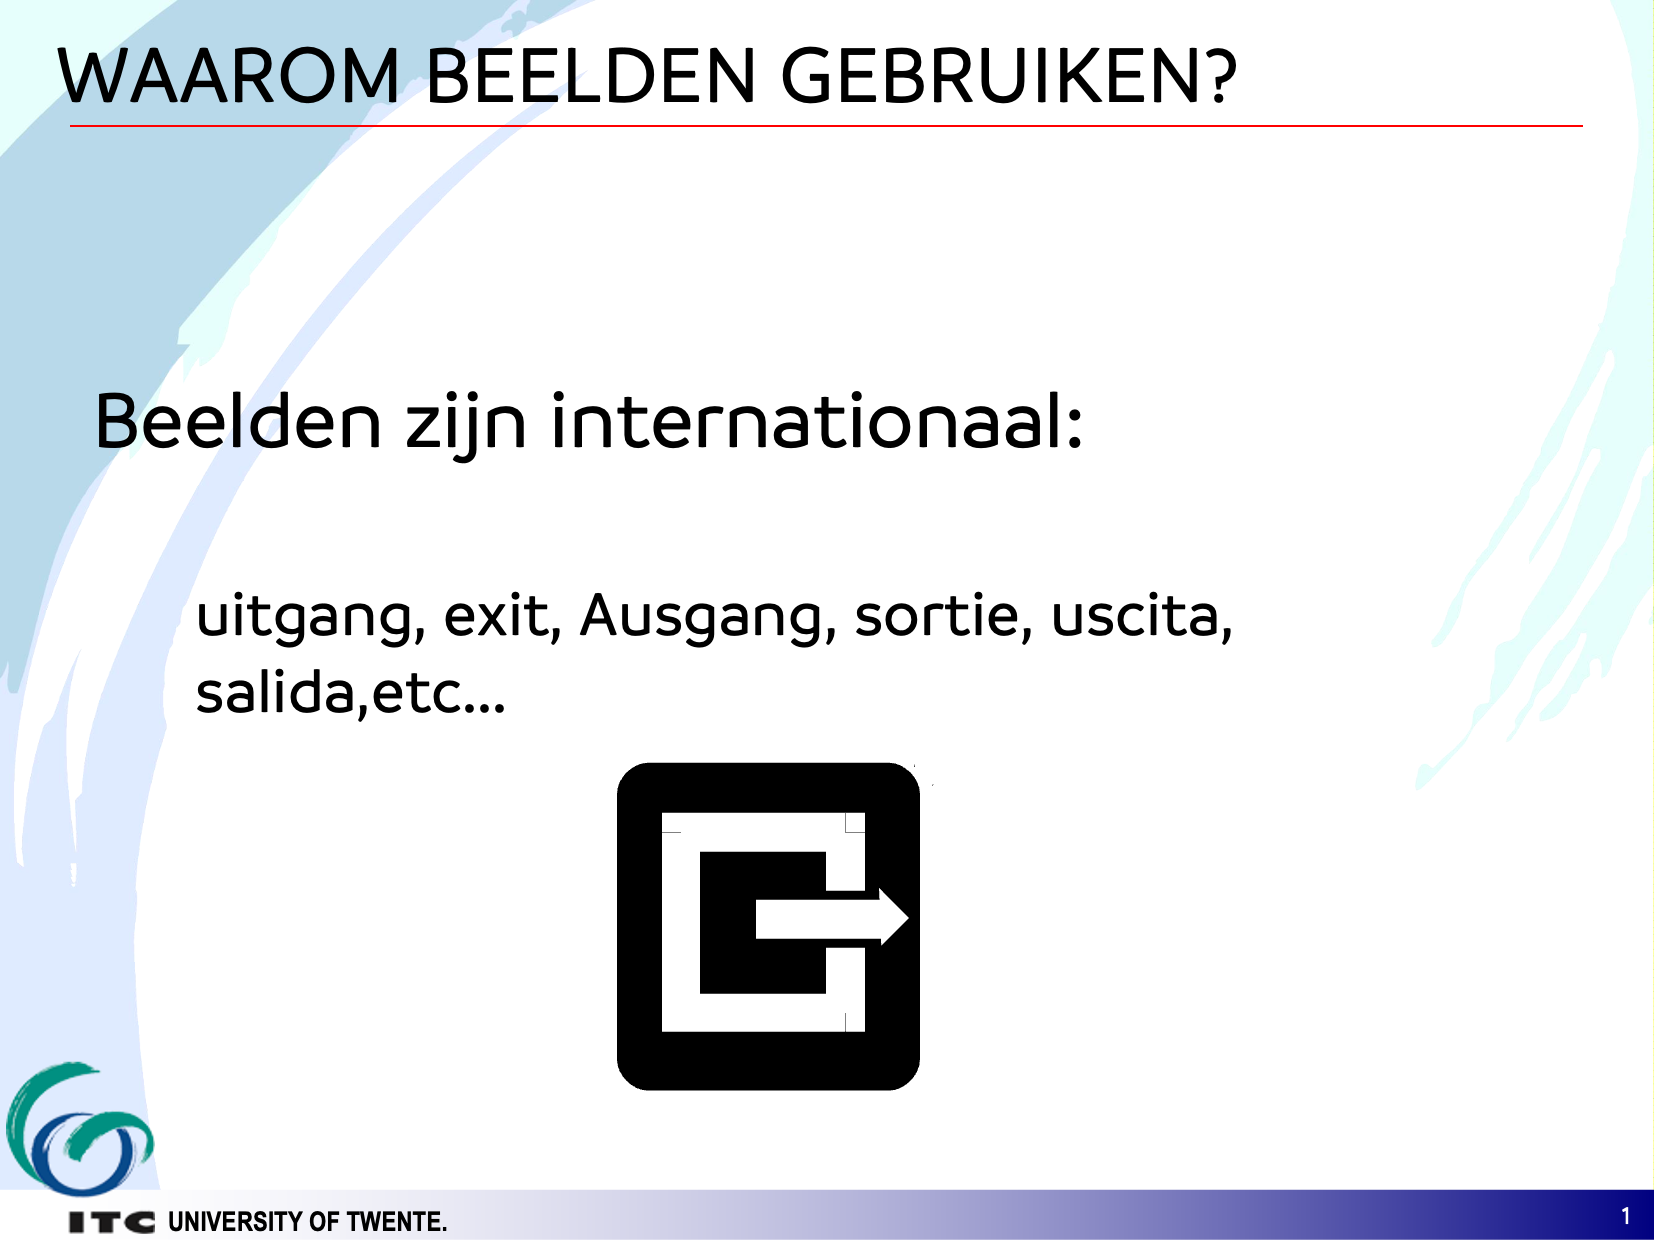 WAAROM BEELDEN GEBRUIKEN?
Beelden zijn internationaal:
uitgang, exit, Ausgang, sortie, uscita,
salida,etc...
ITC UNIVERSITY OF TWENTE.
1